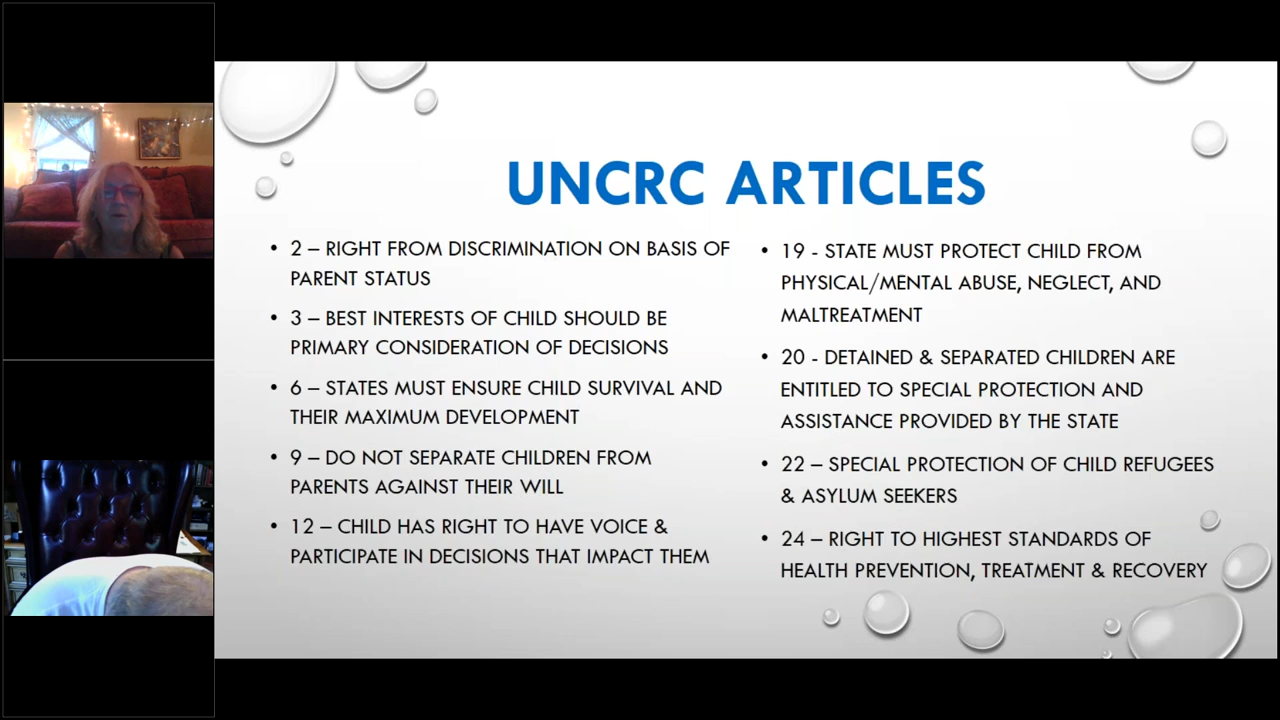 UNCRC ARTICLES
• 2 – RIGHT FROM DISCRIMINATION ON BASIS OF
PARENT STATUS
• 3 – BEST INTERESTS OF CHILD SHOULD BE
PRIMARY CONSIDERATION OF DECISIONS
• 6 – STATES MUST ENSURE CHILD SURVIVAL AND
THEIR MAXIMUM DEVELOPMENT
• 9 – DO NOT SEPARATE CHILDREN FROM
PARENTS AGAINST THEIR WILL
• 12 – CHILD HAS RIGHT TO HAVE VOICE &
PARTICIPATE IN DECISIONS THAT IMPACT THEM
• 19 - STATE MUST PROTECT CHILD FROM
PHYSICAL/MENTAL ABUSE, NEGLECT, AND
MALTREATMENT
• 20 - DETAINED & SEPARATED CHILDREN ARE
ENTITLED TO SPECIAL PROTECTION AND
ASSISTANCE PROVIDED BY THE STATE
• 22 – SPECIAL PROTECTION OF CHILD REFUGEES
& ASYLUM SEEKERS
• 24 – RIGHT TO HIGHEST STANDARDS OF
HEALTH PREVENTION, TREATMENT & RECOVERY